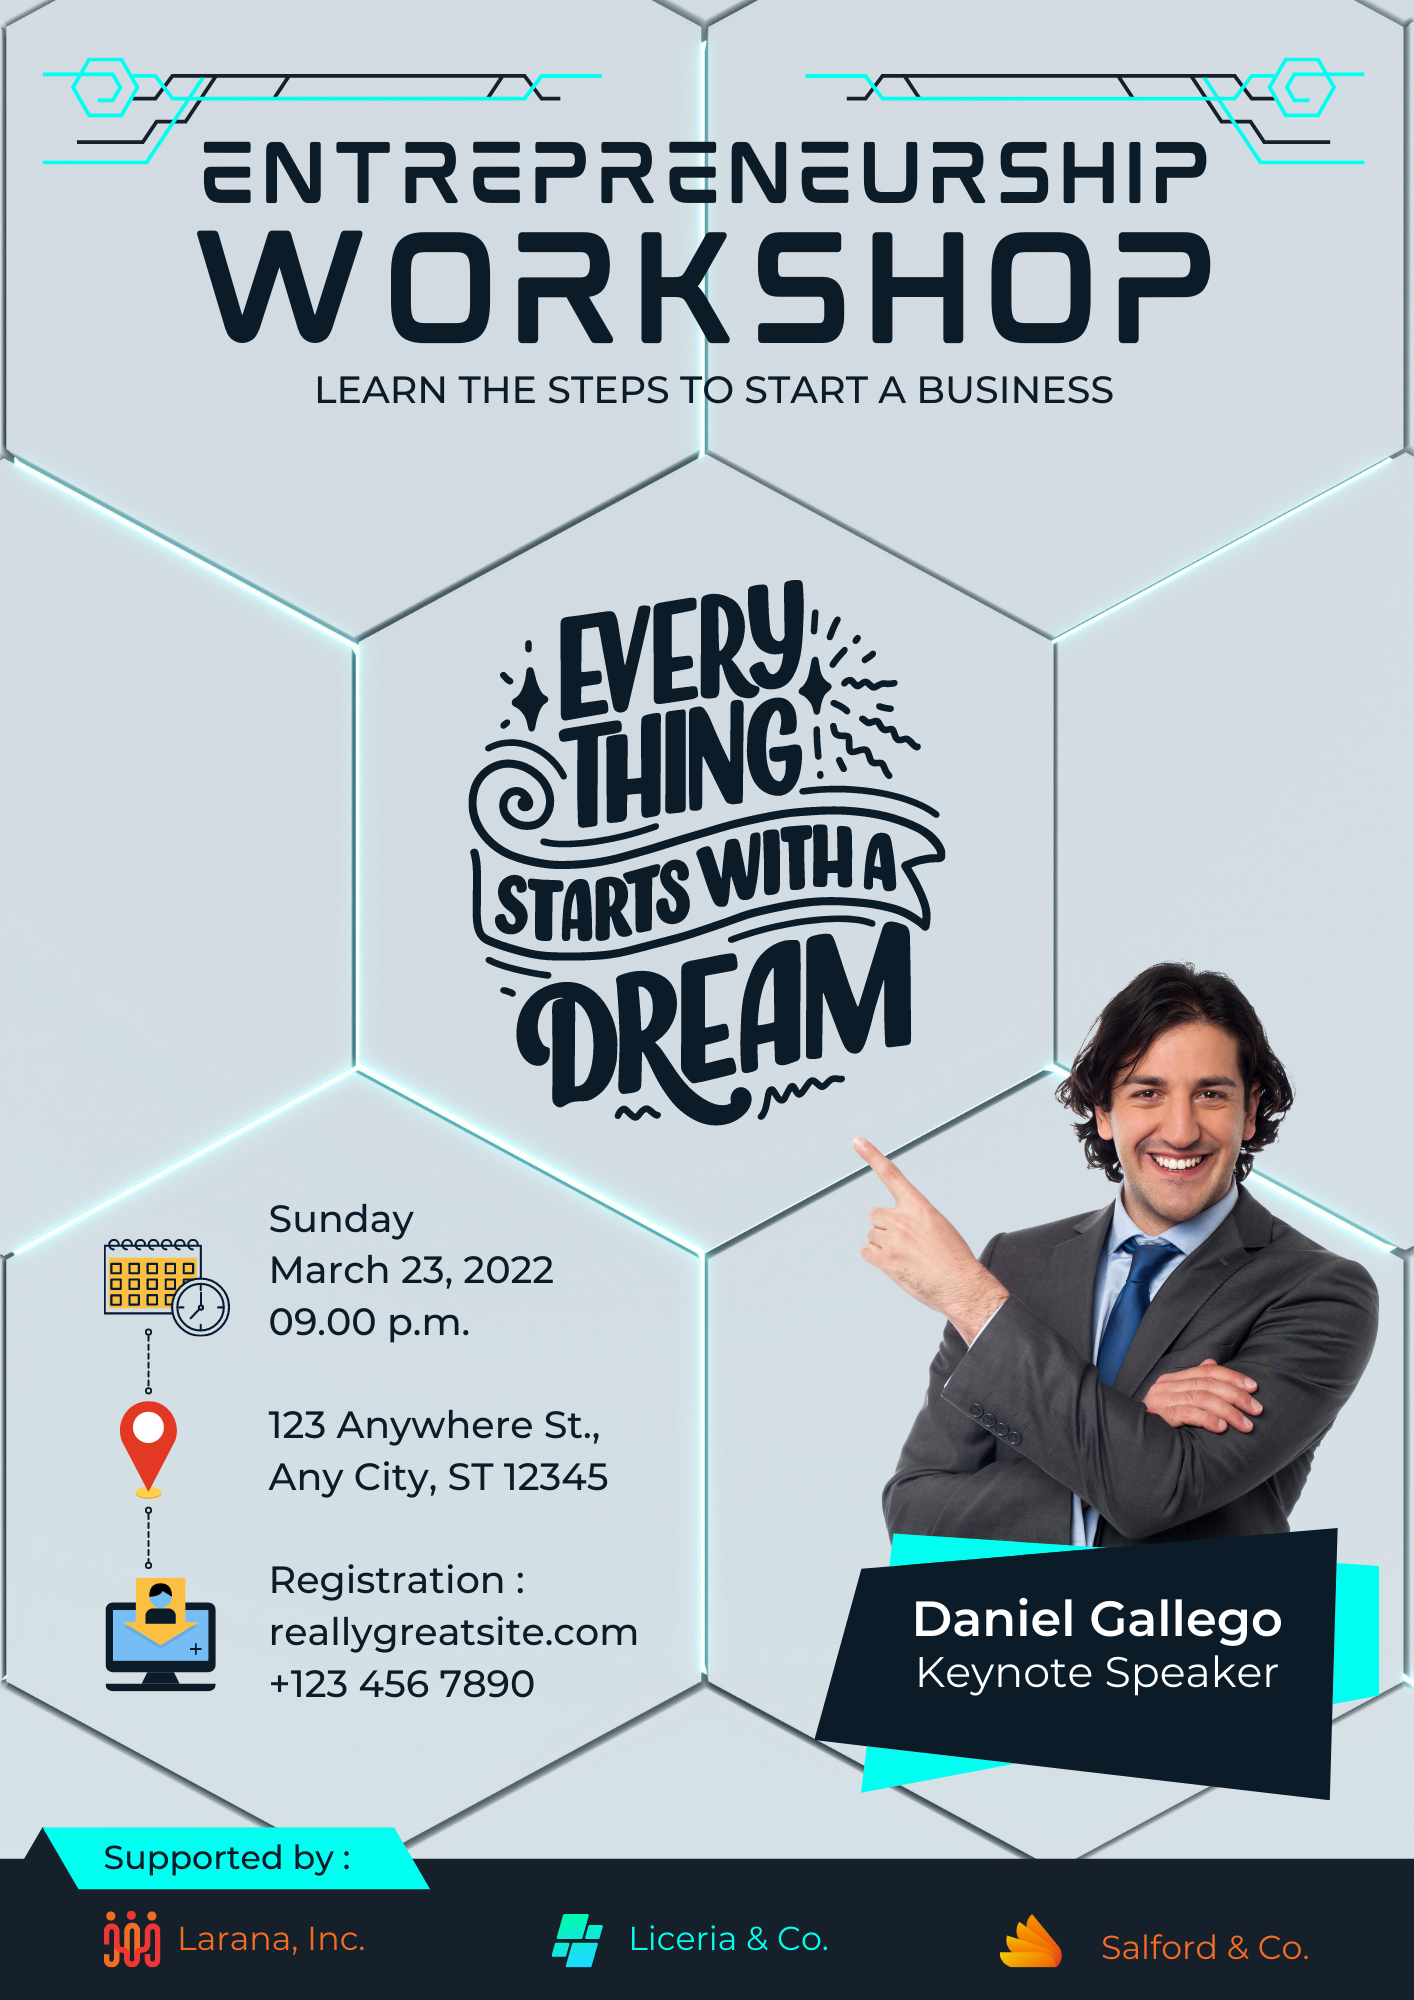 ENTREPRENEURSHIP
WORKSHOP
LEARN THE STEPS TO START A BUSINESS
EVERY
THING
STARTS WITH A
DREAM
Sunday
March 23, 2022
09.00 p.m.
123 Anywhere St.,
Any City, ST 12345
Registration :
reallygreatsite.com
+123 456 7890
Daniel Gallego
Keynote Speaker
Supported by :
Larana, Inc.
Liceria & Co.
Salford & Co.